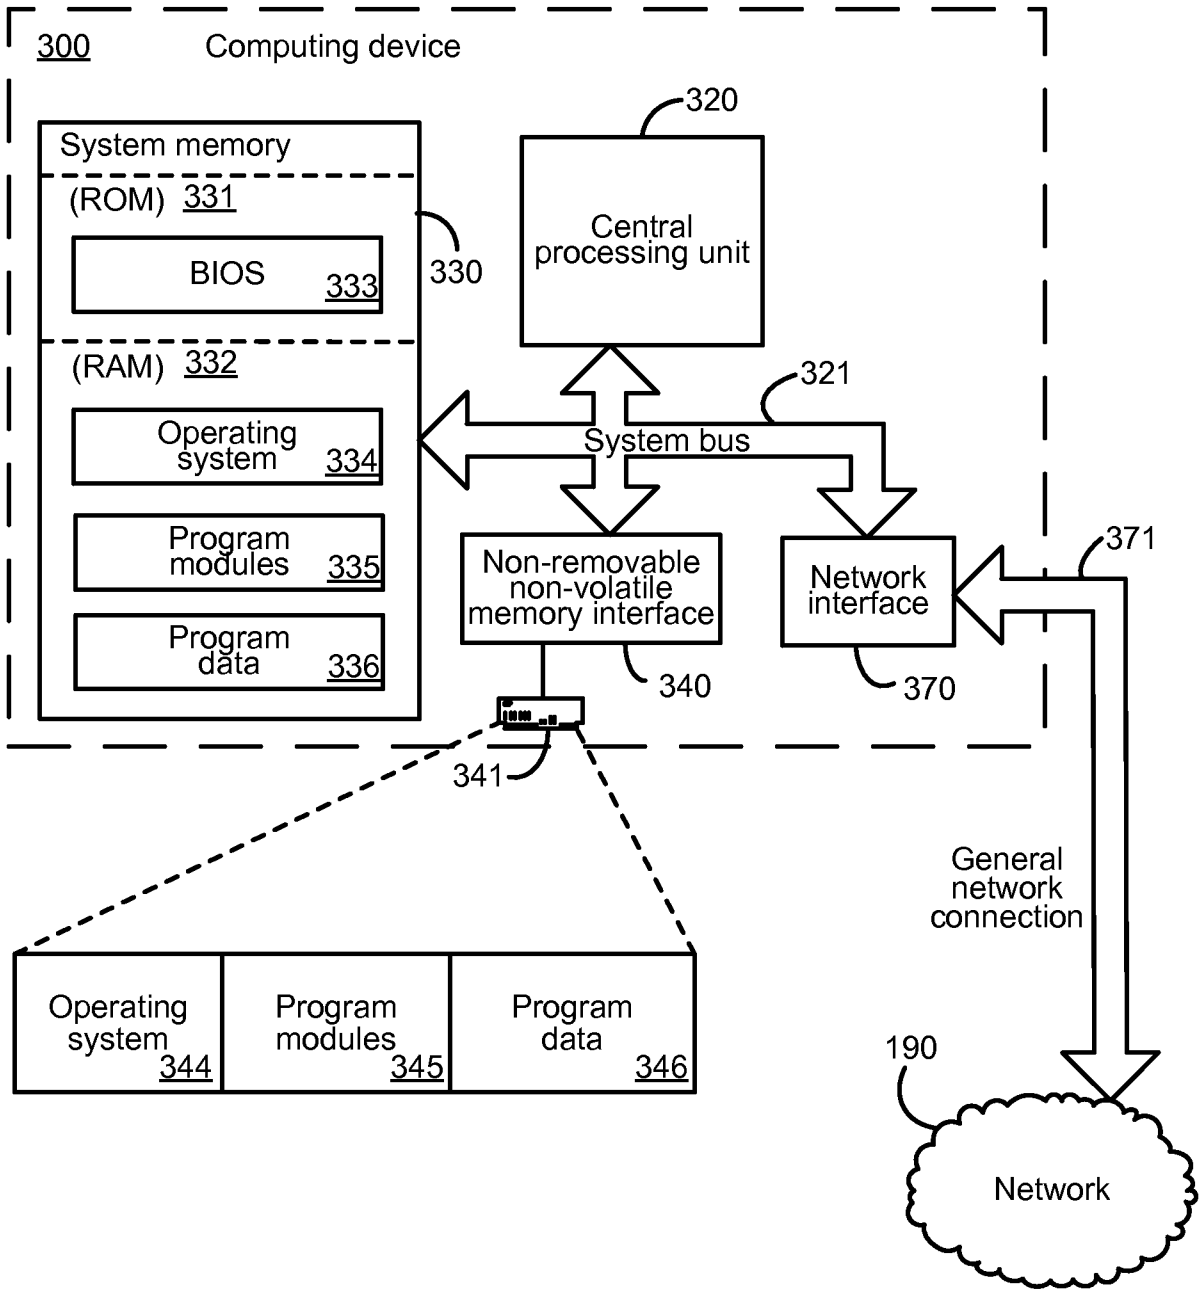 300 Computing device
320
System memory
(ROM) 331
BIOS 333
330
Central
processing unit
(RAM) 332
321
Operating
system 334
System bus
Program
modules 335
Program
data 336
Non-removable
non-volatile
memory interface
340
Network
interface
370
371
341
General
network
connection
Operating
system
344
Program
modules
345
Program
data
346
190
Network